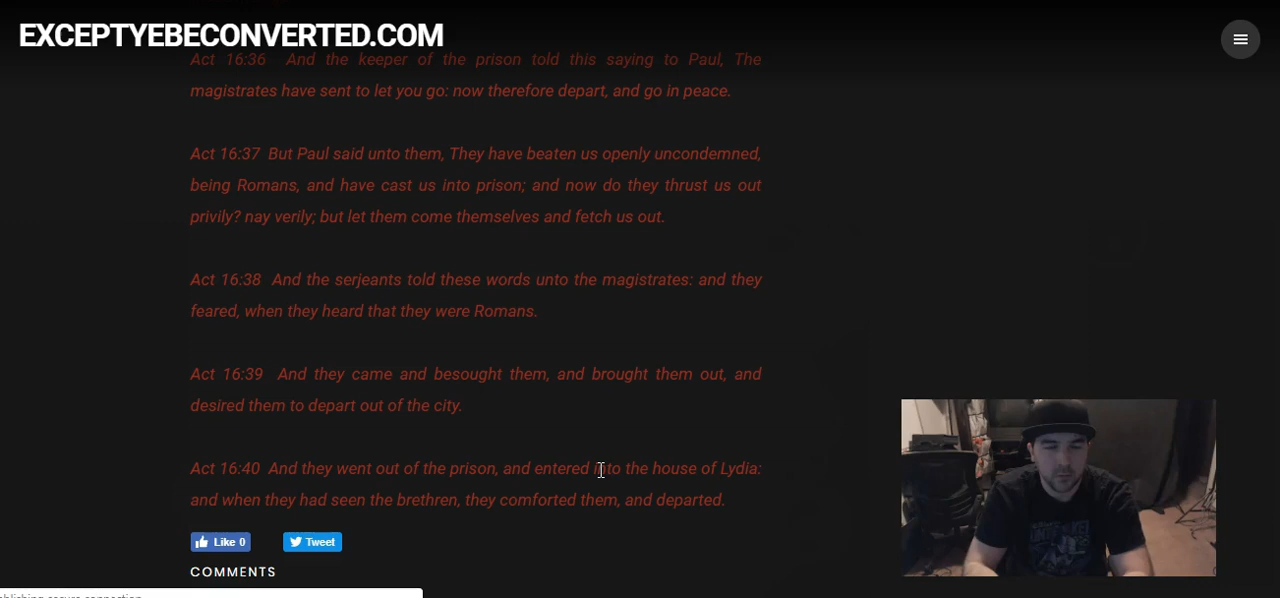 EXCEPTYEBECONVERTED.COM
Act 16:36 And the keeper of the prison told this saying to Paul, The
magistrates have sent to let you go: now therefore depart, and go in peace.
Act 16:37 But Paul said unto them, They have beaten us openly uncondemned,
being Romans, and have cast us into prison; and now do they thrust us out
privily? nay verily; but let them come themselves and fetch us out.
Act 16:38 And the serjeants told these words unto the magistrates: and they
feared, when they heard that they were Romans.
Act 16:39 And they came and besought them, and brought them out, and
desired them to depart out of the city.
Act 16:40 And they went out of the prison, and entered into the house of Lydia:
and when they had seen the brethren, they comforted them, and departed.
Like 0 Tweet
COMMENTS